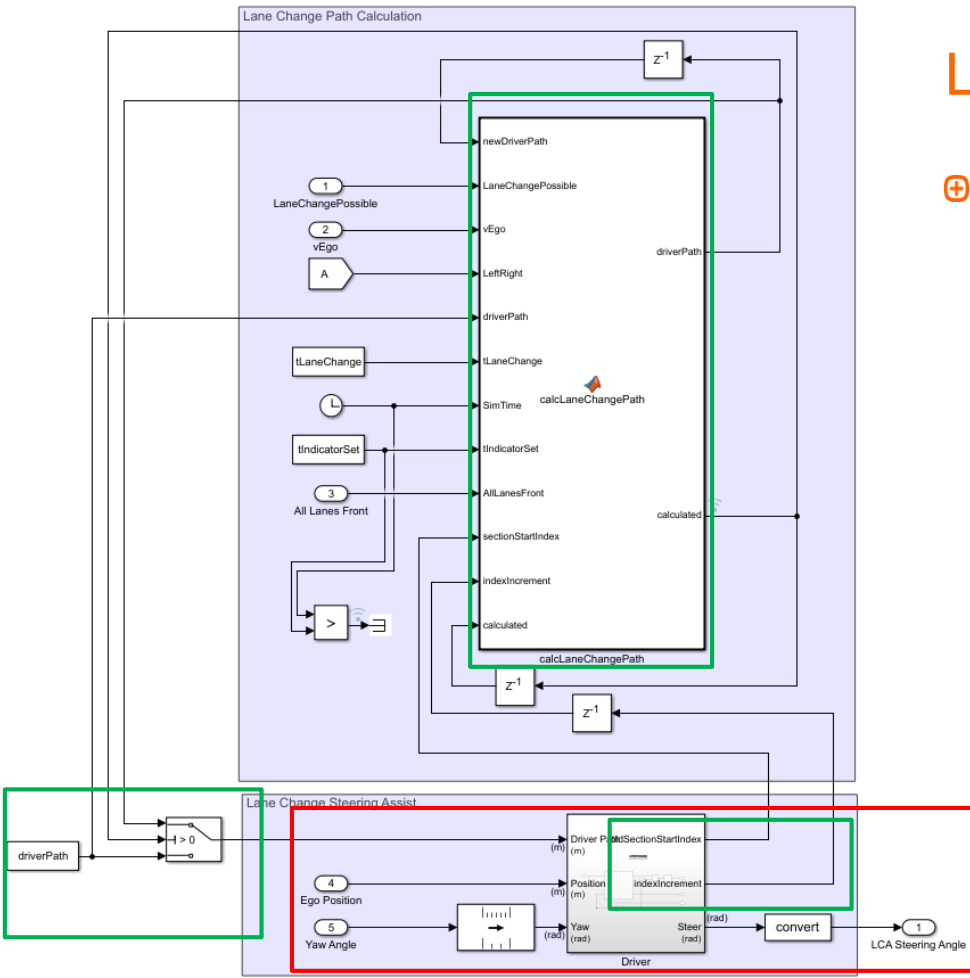 Lane Change Path Calculation
L
Z-1
newDriverPath
1
LaneChangePossible
LaneChangePossible
2
vEgo
vEgo
A
LeftRight
driverPath
driverPath
tLaneChange
tLaneChange
SimTime
calcLaneChangePath
tIndicatorSet
tIndicatorSet
3
All Lanes Front
AllLanesFront
calculated
sectionStartIndex
indexIncrement
>
calculated
calcLaneChangePath
Z-1
Z-1
Lane Change Steering Assist
> 0
driverPath
Driver Path
(m)
(m)
SectionStartIndex
4
Ego Position
Position
(m)
(m)
indexIncrement
5
Yaw Angle
(rad)
Yaw
(rad)
Steer
(rad)
(rad)
Driver
convert
1
LCA Steering Angle